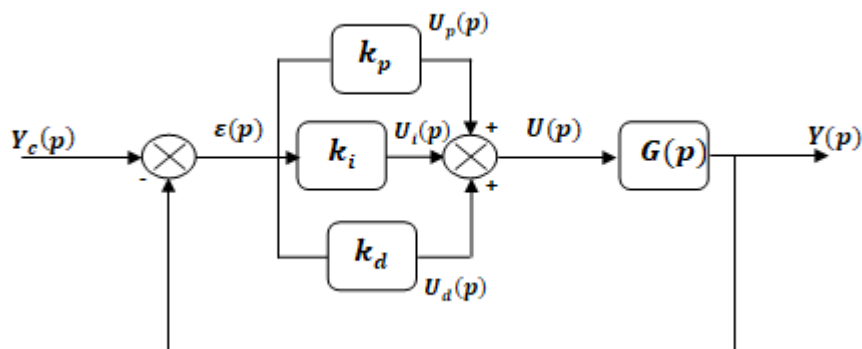 U_p(p)
k_p
+
Y_c(p)
ε(p)
U_i(p)
U(p)
Y(p)
k_i
G(p)
-
+
k_d
U_d(p)